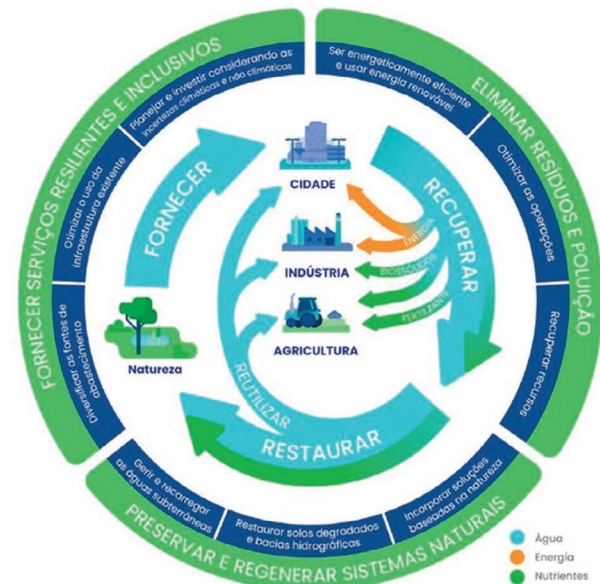 FORNECER SERVIÇOS RESILIENTES E INCLUSIVOS
Diversificar as fontes de
abastecimento
Otimizar o uso da
infraestrutura existente
Planejar e investir considerando as
incertezas climáticas e não climáticas
ELIMINAR RESÍDUOS E POLUIÇÃO
Ser energeticamente eficiente
e usar energia renovável
Otimizar as operações
Recuperar recursos
PRESERVAR E REGENERAR SISTEMAS NATURAIS
Gerir e recarregar
as águas subterrâneas
Restaurar solos degradados
e bacias hidrográficas
Incorporar soluções
baseadas na natureza
FORNECER
RECUPERAR
RESTAURAR
REUTILIZAR
CIDADE
INDÚSTRIA
AGRICULTURA
Natureza
ENERGIA
BIOSSÓLIDOS
FERTILIZANTE
Água
Energia
Nutrientes